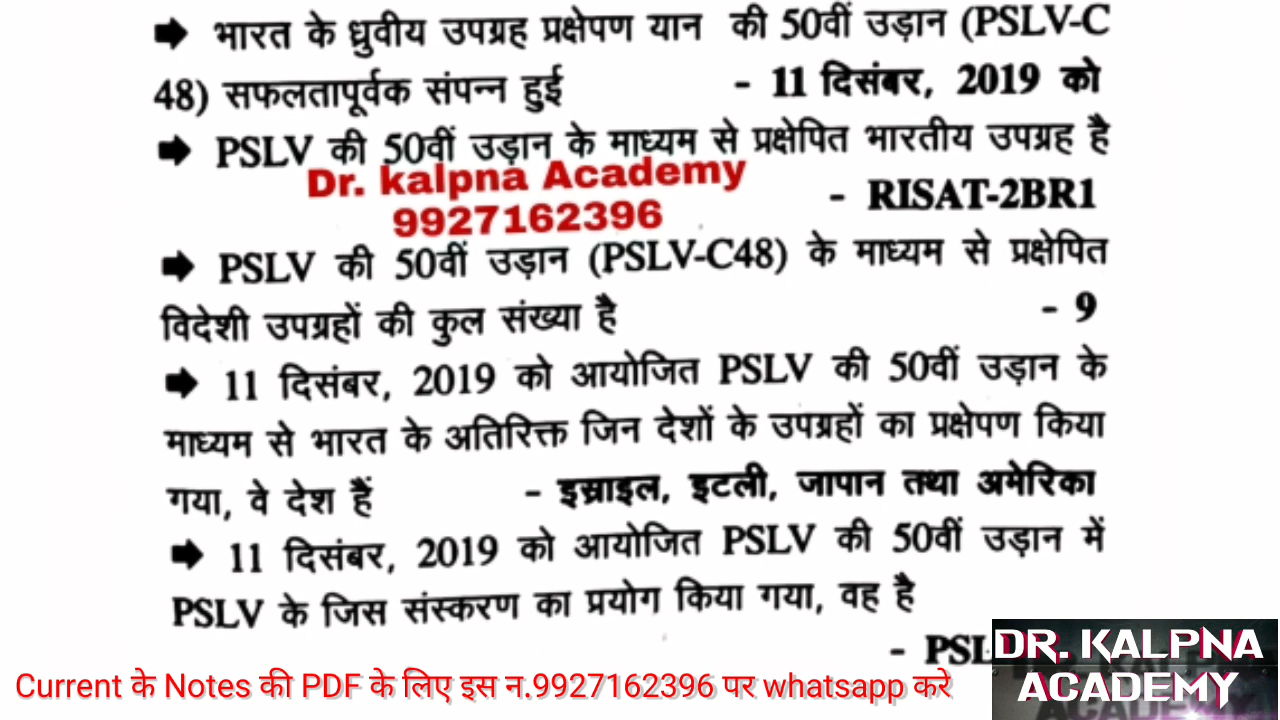 ➡ भारत के ध्रुवीय उपग्रह प्रक्षेपण यान की 50वीं उड़ान (PSLV-C
48) सफलतापूर्वक संपन्न हुई - 11 दिसंबर, 2019 को
➡ PSLV की 50वीं उड़ान के माध्यम से प्रक्षेपित भारतीय उपग्रह है
Dr. kalpna Academy
- RISAT-2BR1
9927162396
➡ PSLV की 50वीं उड़ान (PSLV-C48) के माध्यम से प्रक्षेपित
विदेशी उपग्रहों की कुल संख्या है - 9
➡ 11 दिसंबर, 2019 को आयोजित PSLV की 50वीं उड़ान के
माध्यम से भारत के अतिरिक्त जिन देशों के उपग्रहों का प्रक्षेपण किया
गया, वे देश हैं - इस्राइल, इटली, जापान तथा अमेरिका
➡ 11 दिसंबर, 2019 को आयोजित PSLV की 50वीं उड़ान में
PSLV के जिस संस्करण का प्रयोग किया गया, वह है
DR. KALPNA
ACADEMY
Current के Notes की PDF के लिए इस न.9927162396 पर whatsapp करे